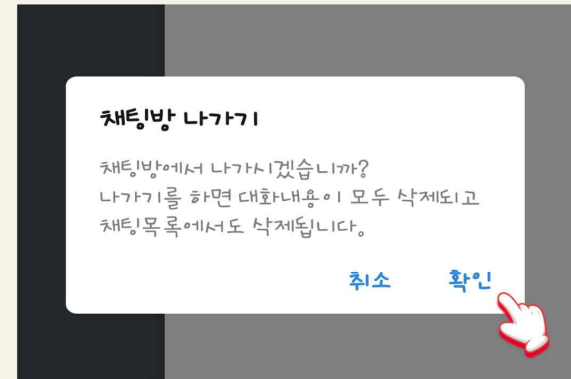 채팅방 나가기
채팅방에서 나가시겠습니까?
나가기를 하면 대화내용이 모두 삭제되고
채팅목록에서도 삭제됩니다.
취소 확인